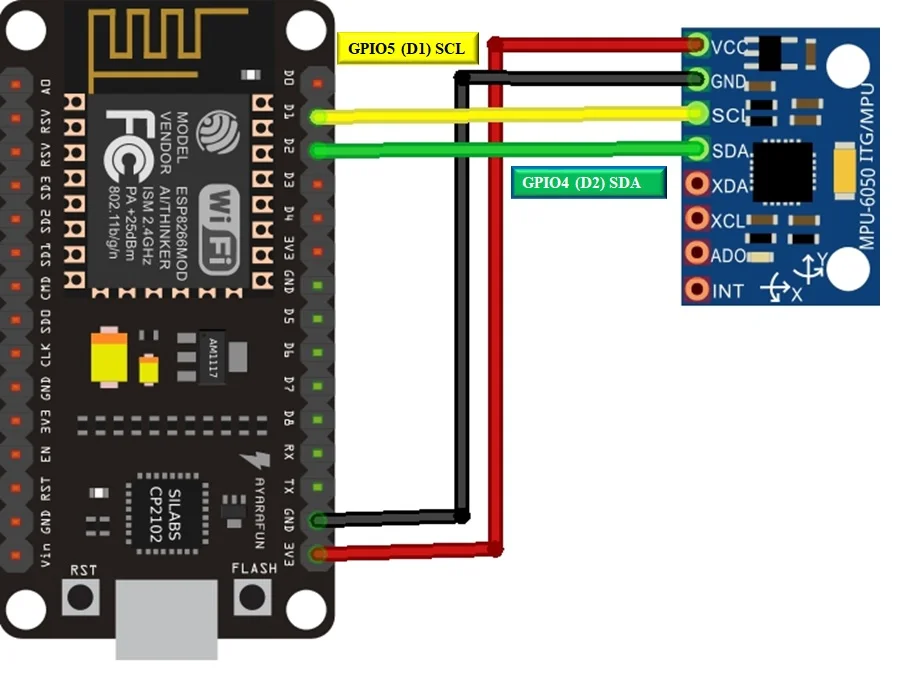 GPIO5 (D1) SCL
GPIO4 (D2) SDA
A0
RSV
RSV
SD3
SD2
SD1
CMD
SD0
CLK
GND
3V3
EN
RST
GND
Vin
FC
MODEL
VENDOR
ESP8266MOD
AI/THINKER
ISM 2.4GHz
PA +25dBm
802.11b/g/n
WiFi
AM1117
SILABS
CP2102
AYARAFUN
RST
FLASH
D0
D1
D2
D3
D4
3V3
GND
D5
D6
D7
D8
RX
TX
GND
3V3
VCC
GND
SCL
SDA
XDA
XCL
ADO
INT
MPU-6050 ITG/MPU
Y
X